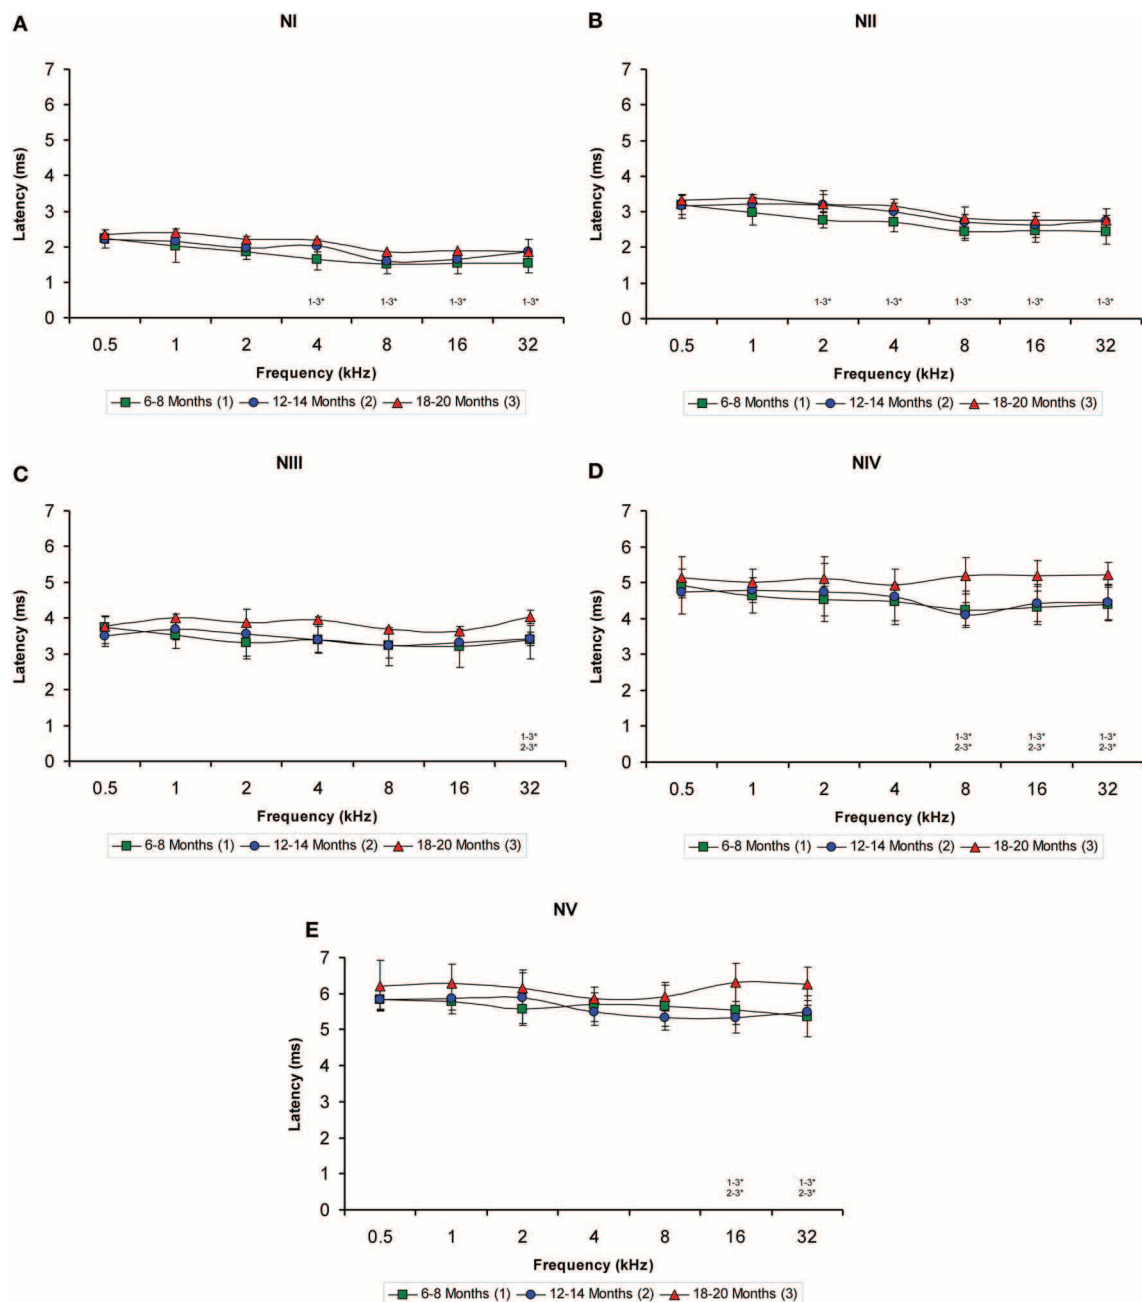 A
NI
7
6
5
4
3
2
1
0
Latency (ms)
1-3* 1-3* 1-3* 1-3*
0.5 1 2 4 8 16 32
Frequency (kHz)
6-8 Months (1) 12-14 Months (2) 18-20 Months (3)
B
NII
7
6
5
4
3
2
1
0
Latency (ms)
1-3* 1-3* 1-3* 1-3* 1-3*
0.5 1 2 4 8 16 32
Frequency (kHz)
6-8 Months (1) 12-14 Months (2) 18-20 Months (3)
C
NIII
7
6
5
4
3
2
1
0
Latency (ms)
1-3*
2-3*
0.5 1 2 4 8 16 32
Frequency (kHz)
6-8 Months (1) 12-14 Months (2) 18-20 Months (3)
D
NIV
7
6
5
4
3
2
1
0
Latency (ms)
1-3* 1-3* 1-3*
2-3* 2-3* 2-3*
0.5 1 2 4 8 16 32
Frequency (kHz)
6-8 Months (1) 12-14 Months (2) 18-20 Months (3)
E
NV
7
6
5
4
3
2
1
0
Latency (ms)
1-3* 1-3*
2-3* 2-3*
0.5 1 2 4 8 16 32
Frequency (kHz)
6-8 Months (1) 12-14 Months (2) 18-20 Months (3)